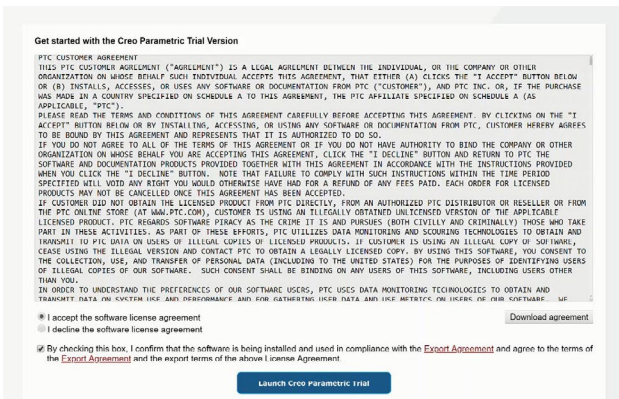 Get started with the Creo Parametric Trial Version
PTC CUSTOMER AGREEMENT
THIS PTC CUSTOMER AGREEMENT ("AGREEMENT") IS A LEGAL AGREEMENT BETWEEN THE INDIVIDUAL, OR THE COMPANY OR OTHER
ORGANIZATION ON WHOSE BEHALF SUCH INDIVIDUAL ACCEPTS THIS AGREEMENT, THAT EITHER (A) CLICKS THE "I ACCEPT" BUTTON BELOW
OR (B) INSTALLS, ACCESSES, OR USES ANY SOFTWARE OR DOCUMENTATION FROM PTC ("CUSTOMER"), AND PTC INC. OR, IF THE PURCHASE
WAS MADE IN A COUNTRY SPECIFIED ON SCHEDULE A TO THIS AGREEMENT, THE PTC AFFILIATE SPECIFIED ON SCHEDULE A (AS
APPLICABLE, "PTC").
PLEASE READ THE TERMS AND CONDITIONS OF THIS AGREEMENT CAREFULLY BEFORE ACCEPTING THIS AGREEMENT. BY CLICKING ON THE "I
ACCEPT" BUTTON BELOW OR BY INSTALLING, ACCESSING, OR USING ANY SOFTWARE OR DOCUMENTATION FROM PTC, CUSTOMER HEREBY AGREES
TO BE BOUND BY THIS AGREEMENT AND REPRESENTS THAT IT IS AUTHORIZED TO DO SO.
IF YOU DO NOT AGREE TO ALL OF THE TERMS OF THIS AGREEMENT OR IF YOU DO NOT HAVE AUTHORITY TO BIND THE COMPANY OR OTHER
ORGANIZATION ON WHOSE BEHALF YOU ARE ACCEPTING THIS AGREEMENT, CLICK THE "I DECLINE" BUTTON AND RETURN TO PTC THE
SOFTWARE AND DOCUMENTATION PRODUCTS PROVIDED TOGETHER WITH THIS AGREEMENT IN ACCORDANCE WITH THE INSTRUCTIONS PROVIDED
WHEN YOU CLICK THE "I DECLINE" BUTTON. NOTE THAT FAILURE TO COMPLY WITH SUCH INSTRUCTIONS WITHIN THE TIME PERIOD
SPECIFIED WILL VOID ANY RIGHT YOU WOULD OTHERWISE HAVE HAD FOR A REFUND OF ANY FEES PAID. EACH ORDER FOR LICENSED
PRODUCTS MAY NOT BE CANCELLED ONCE THIS AGREEMENT HAS BEEN ACCEPTED.
IF CUSTOMER DID NOT OBTAIN THE LICENSED PRODUCT FROM PTC DIRECTLY, FROM AN AUTHORIZED PTC DISTRIBUTOR OR RESELLER OR FROM
THE PTC ONLINE STORE (AT WWW.PTC.COM), CUSTOMER IS USING AN ILLEGALLY OBTAINED UNLICENSED VERSION OF THE APPLICABLE
LICENSED PRODUCT. PTC REGARDS SOFTWARE PIRACY AS THE CRIME IT IS AND PURSUES (BOTH CIVILLY AND CRIMINALLY) THOSE WHO TAKE
PART IN THESE ACTIVITIES. AS PART OF THESE EFFORTS, PTC UTILIZES DATA MONITORING AND SCOURING TECHNOLOGIES TO OBTAIN AND
TRANSMIT TO PTC DATA ON USERS OF ILLEGAL COPIES OF LICENSED PRODUCTS. IF CUSTOMER IS USING AN ILLEGAL COPY OF SOFTWARE,
CEASE USING THE ILLEGAL VERSION AND CONTACT PTC TO OBTAIN A LEGALLY LICENSED COPY. BY USING THIS SOFTWARE, YOU CONSENT TO
THE COLLECTION, USE, AND TRANSFER OF PERSONAL DATA (INCLUDING TO THE UNITED STATES) FOR THE PURPOSES OF IDENTIFYING USERS
OF ILLEGAL COPIES OF OUR SOFTWARE. SUCH CONSENT SHALL BE BINDING ON ANY USERS OF THIS SOFTWARE, INCLUDING USERS OTHER
THAN YOU.
IN ORDER TO UNDERSTAND THE PREFERENCES OF OUR SOFTWARE USERS, PTC USES DATA MONITORING TECHNOLOGIES TO OBTAIN AND
TRANSMIT DATA ON SYSTEM USE AND PERFORMANCE AND FOR GATHERING USER DATA AND USE METRICS ON USERS OF OUR SOFTWARE. WE
I accept the software license agreement
Download agreement
I decline the software license agreement
By checking this box, I confirm that the software is being installed and used in compliance with the Export Agreement and agree to the terms of
the Export Agreement and the export terms of the above License Agreement
Launch Creo Parametric Trial